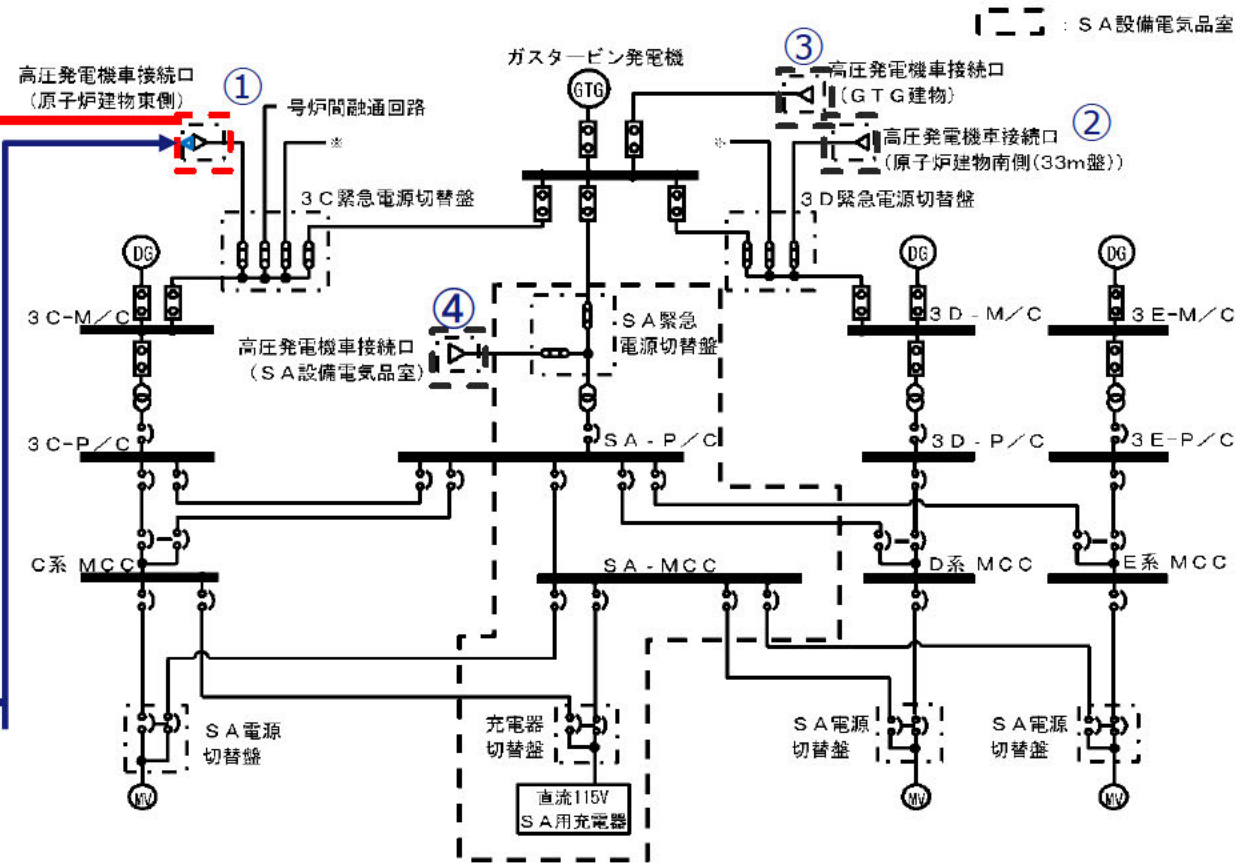 ：ＳＡ設備電気品室
ガスタービン発電機
GTG
①
高圧発電機車接続口
(原子炉建物東側)
③
高圧発電機車接続口
(ＧＴＧ建物)
②
高圧発電機車接続口
(原子炉建物南側(33m盤))
号炉間融通回路
※
※
３Ｃ緊急電源切替盤
３Ｄ緊急電源切替盤
DG
DG
DG
３Ｃ-Ｍ／Ｃ
３Ｄ-Ｍ／Ｃ
３Ｅ-Ｍ／Ｃ
④
高圧発電機車接続口
(ＳＡ設備電気品室)
ＳＡ緊急
電源切替盤
３Ｃ-Ｐ／Ｃ
ＳＡ-Ｐ／Ｃ
３Ｄ-Ｐ／Ｃ
３Ｅ-Ｐ／Ｃ
Ｃ系 ＭＣＣ
ＳＡ-ＭＣＣ
Ｄ系 ＭＣＣ
Ｅ系 ＭＣＣ
ＳＡ電源
切替盤
充電器
切替盤
ＳＡ電源
切替盤
ＳＡ電源
切替盤
MV
直流115V
ＳＡ用充電器
MV
MV